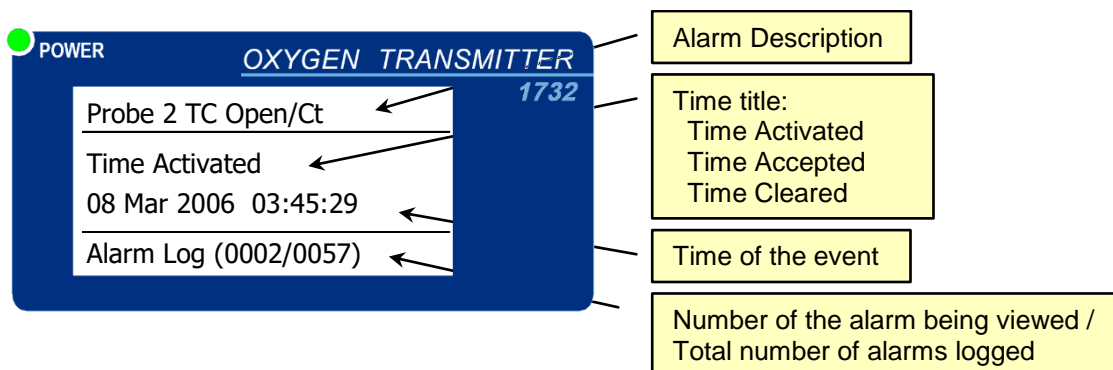 POWER
OXYGEN TRANSMITTER
1732
Probe 2 TC Open/Ct
Time Activated
08 Mar 2006 03:45:29
Alarm Log (0002/0057)
Alarm Description
Time title:
Time Activated
Time Accepted
Time Cleared
Time of the event
Number of the alarm being viewed /
Total number of alarms logged